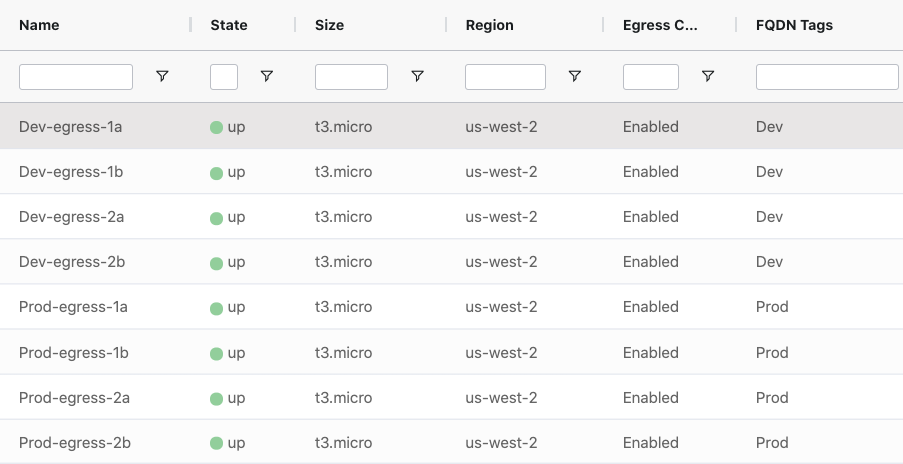 Name State Size Region Egress C... FQDN Tags
Dev-egress-1a up t3.micro us-west-2 Enabled Dev
Dev-egress-1b up t3.micro us-west-2 Enabled Dev
Dev-egress-2a up t3.micro us-west-2 Enabled Dev
Dev-egress-2b up t3.micro us-west-2 Enabled Dev
Prod-egress-1a up t3.micro us-west-2 Enabled Prod
Prod-egress-1b up t3.micro us-west-2 Enabled Prod
Prod-egress-2a up t3.micro us-west-2 Enabled Prod
Prod-egress-2b up t3.micro us-west-2 Enabled Prod